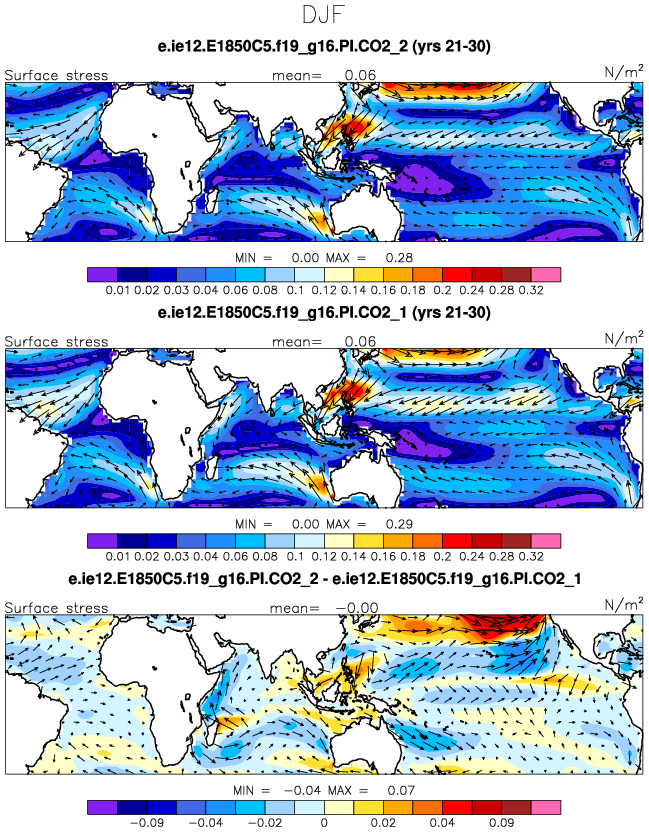 DJF
e.ie12.E1850C5.f19_g16.PI.CO2_2 (yrs 21-30)
Surface stress mean= 0.06 N/m²
MIN = 0.00 MAX = 0.28
0.01 0.02 0.03 0.04 0.06 0.08 0.1 0.12 0.14 0.16 0.18 0.2 0.24 0.28 0.32
e.ie12.E1850C5.f19_g16.PI.CO2_1 (yrs 21-30)
Surface stress mean= 0.06 N/m²
MIN = 0.00 MAX = 0.29
0.01 0.02 0.03 0.04 0.06 0.08 0.1 0.12 0.14 0.16 0.18 0.2 0.24 0.28 0.32
e.ie12.E1850C5.f19_g16.PI.CO2_2 - e.ie12.E1850C5.f19_g16.PI.CO2_1
Surface stress mean= −0.00 N/m²
MIN = −0.04 MAX = 0.07
−0.09 −0.04 −0.02 0 0.02 0.04 0.09